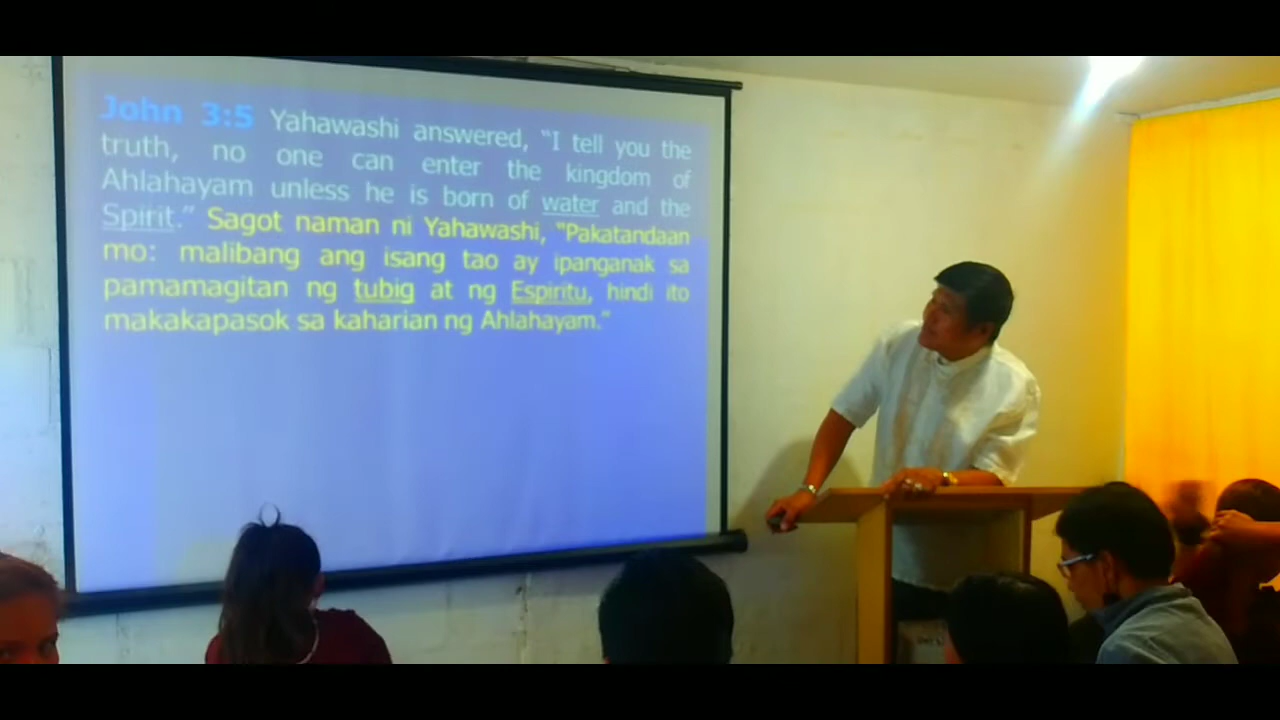 John 3:5 Yahawashi answered, “I tell you the
truth, no one can enter the kingdom of
Ahlahayam unless he is born of water and the
Spirit.” Sagot naman ni Yahawashi, “Pakatandaan
mo: malibang ang isang tao ay ipanganak sa
pamamagitan ng tubig at ng Espiritu, hindi ito
makakapasok sa kaharian ng Ahlahayam.”